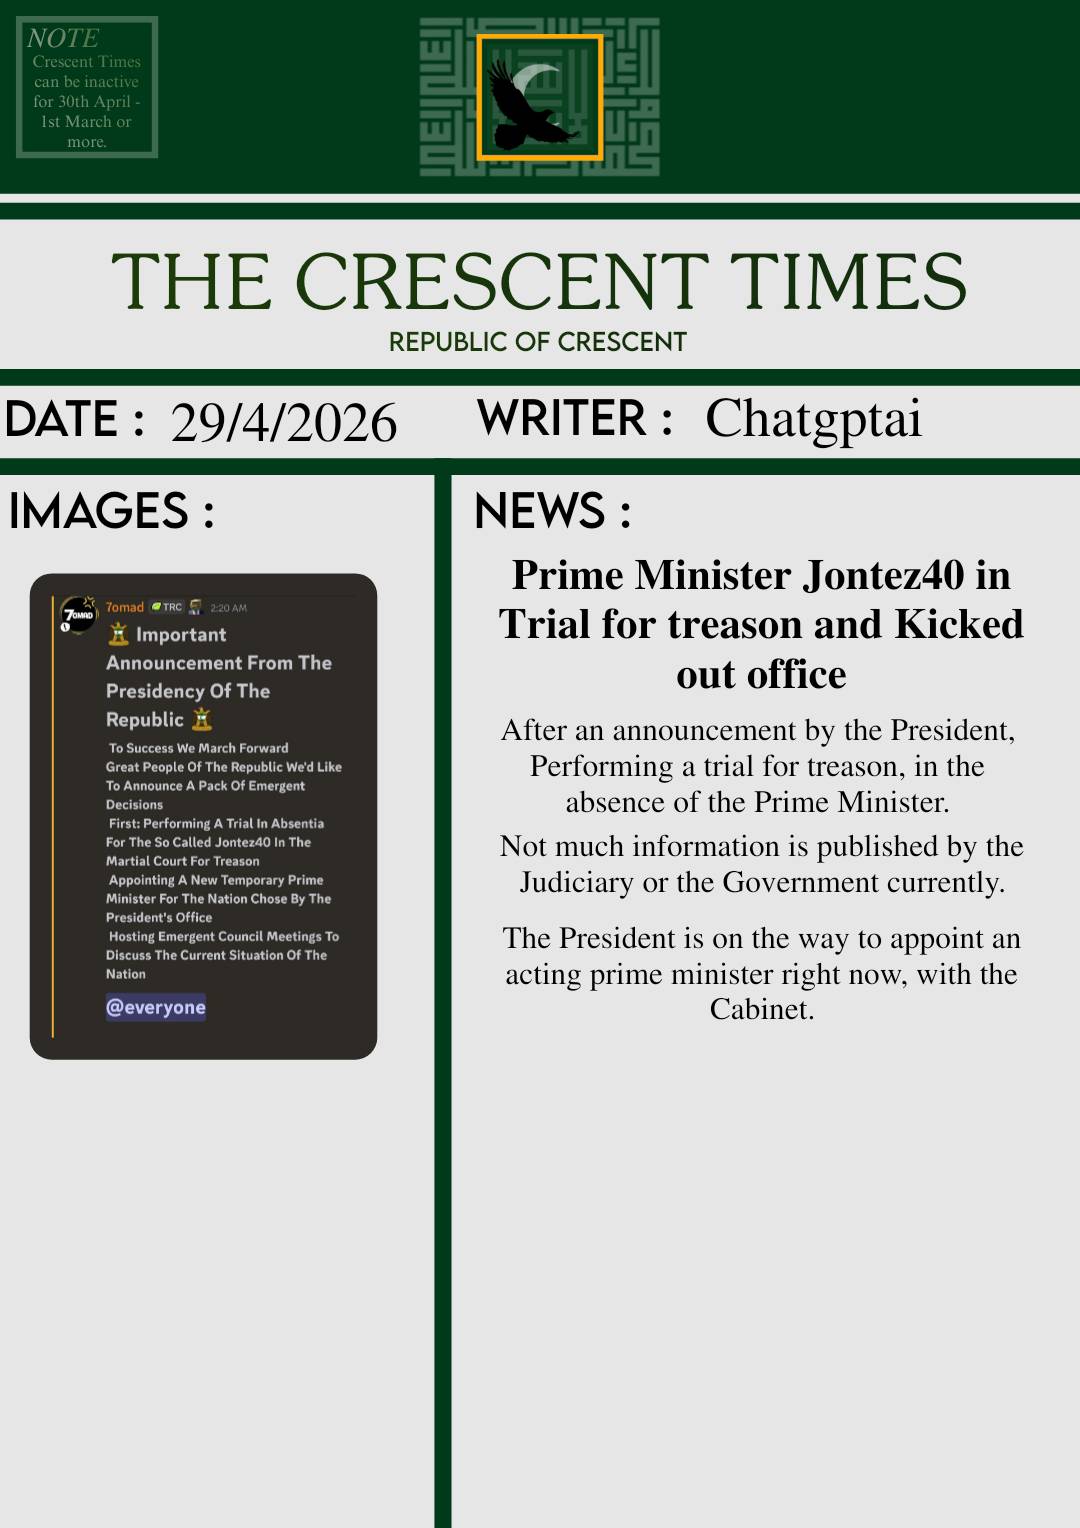 NOTE
Crescent Times
can be inactive
for 30th April -
1st March or
more.
THE CRESCENT TIMES
REPUBLIC OF CRESCENT
DATE : 29/4/2026
WRITER : Chatgptai
IMAGES :
7omad TRC 2:20 AM
7OMAD
Important
Announcement From The
Presidency Of The
Republic
To Success We March Forward
Great People Of The Republic We'd Like
To Announce A Pack Of Emergent
Decisions
First: Performing A Trial In Absentia
For The So Called Jontez40 In The
Martial Court For Treason
Appointing A New Temporary Prime
Minister For The Nation Chose By The
President's Office
Hosting Emergent Council Meetings To
Discuss The Current Situation Of The
Nation
@everyone
NEWS :
Prime Minister Jontez40 in
Trial for treason and Kicked
out office
After an announcement by the President,
Performing a trial for treason, in the
absence of the Prime Minister.
Not much information is published by the
Judiciary or the Government currently.
The President is on the way to appoint an
acting prime minister right now, with the
Cabinet.